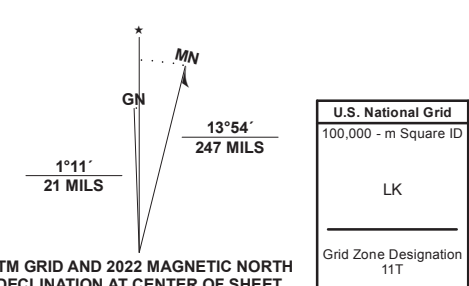 ★
MN
GN
13°54´
247 MILS
1°11´
21 MILS
TM GRID AND 2022 MAGNETIC NORTH
DECLINATION AT CENTER OF SHEET
U.S. National Grid
100,000 - m Square ID
LK
Grid Zone Designation
11T